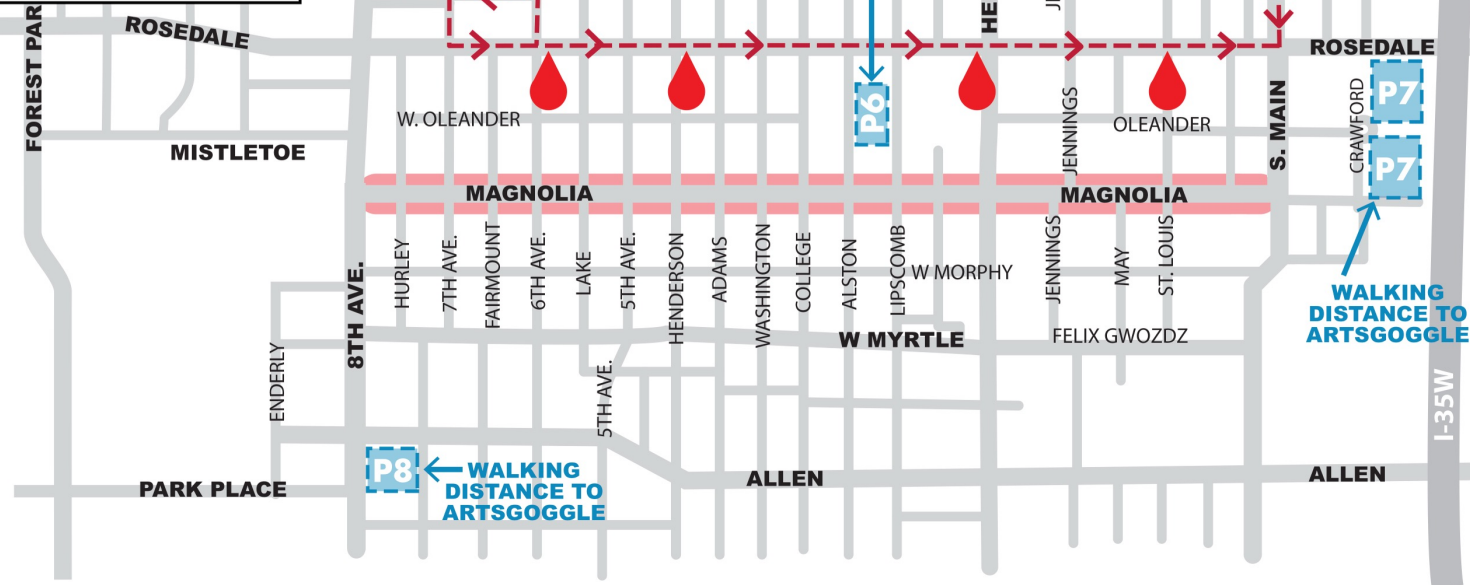 FOREST PAR
ROSEDALE
HE
ROSEDALE
W. OLEANDER
P6
JENNINGS
OLEANDER
S. MAIN
CRAWFORD
P7
MISTLETOE
P7
MAGNOLIA
MAGNOLIA
8TH AVE.
HURLEY
7TH AVE.
FAIRMOUNT
6TH AVE.
LAKE
5TH AVE.
HENDERSON
ADAMS
WASHINGTON
COLLEGE
ALSTON
LIPSCOMB
W MORPHY
JENNINGS
MAY
ST. LOUIS
WALKING
DISTANCE TO
ARTSGOGGLE
W MYRTLE
FELIX GWOZDZ
ENDERLY
5TH AVE.
I-35W
P8
WALKING
DISTANCE TO
ARTSGOGGLE
PARK PLACE
ALLEN
ALLEN